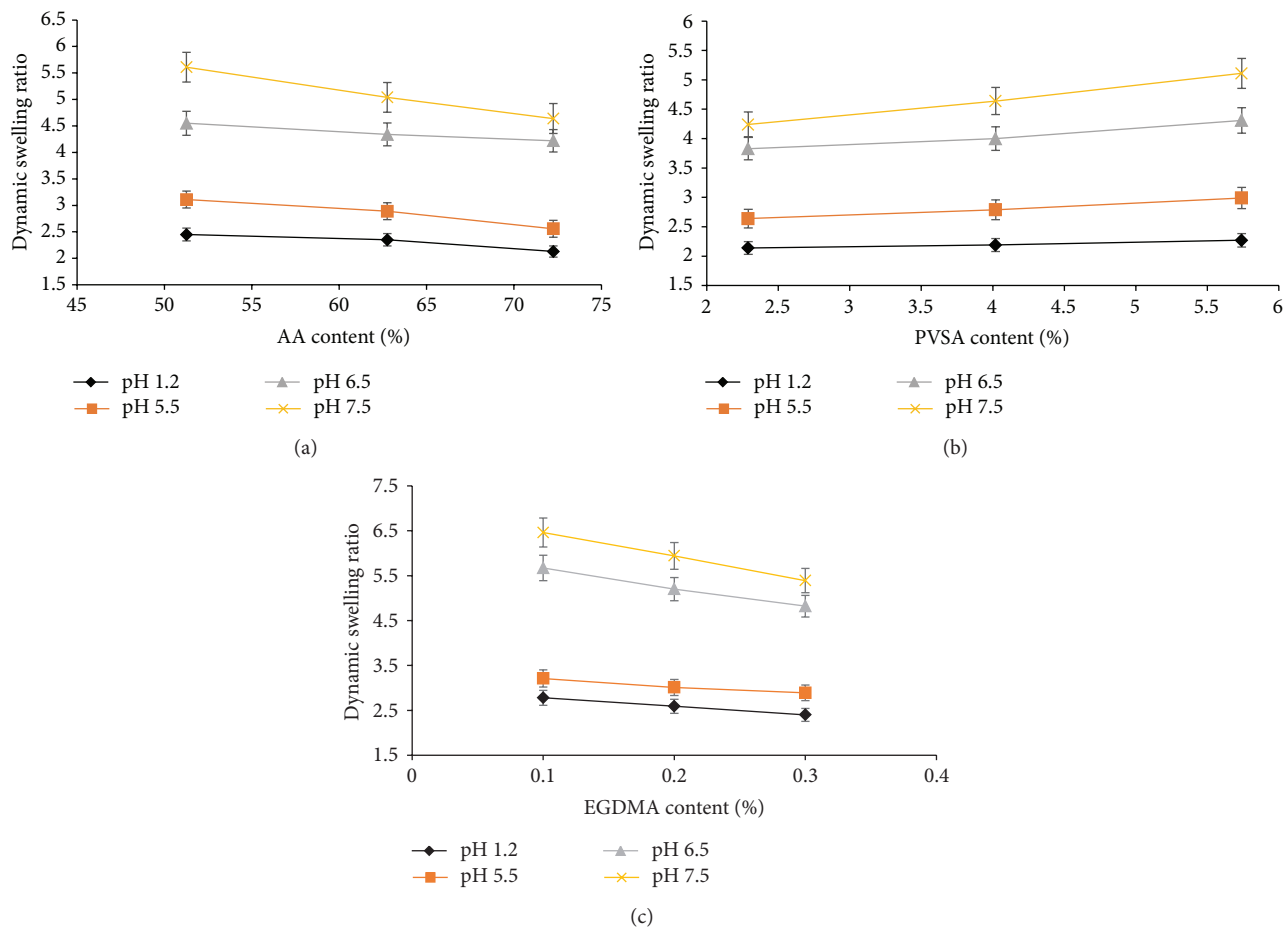 Dynamic swelling ratio
6.5
6
5.5
5
4.5
4
3.5
3
2.5
2
1.5
45 50 55 60 65 70 75
AA content (%)
pH 1.2 pH 6.5
pH 5.5 pH 7.5
(a)
Dynamic swelling ratio
6
5.5
5
4.5
4
3.5
3
2.5
2
1.5
2 2.5 3 3.5 4 4.5 5 5.5 6
PVSA content (%)
pH 1.2 pH 6.5
pH 5.5 pH 7.5
(b)
Dynamic swelling ratio
7.5
6.5
5.5
4.5
3.5
2.5
1.5
0 0.1 0.2 0.3 0.4
EGDMA content (%)
pH 1.2 pH 6.5
pH 5.5 pH 7.5
(c)